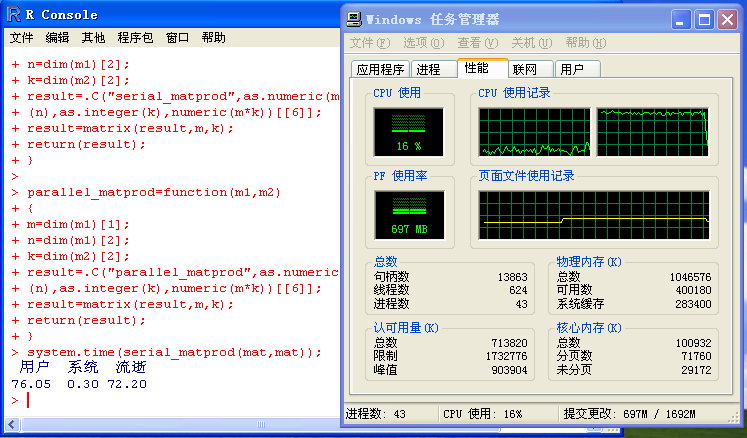 R Console
文件 编辑 其他 程序包 窗口 帮助
+ n=dim(m1)[2];
+ k=dim(m2)[2];
+ result=.C("serial_matprod",as.numeric(m
+ (n),as.integer(k),numeric(m*k))[[6]];
+ result=matrix(result,m,k);
+ return(result);
+ }
>
> parallel_matprod=function(m1,m2)
+ {
+ m=dim(m1)[1];
+ n=dim(m1)[2];
+ k=dim(m2)[2];
+ result=.C("parallel_matprod",as.numeric
+ (n),as.integer(k),numeric(m*k))[[6]];
+ result=matrix(result,m,k);
+ return(result);
+ }
> system.time(serial_matprod(mat,mat));
用户 系统 流逝
76.05 0.30 72.20
>
Windows 任务管理器
文件(F) 选项(O) 查看(V) 关机(U) 帮助(H)
应用程序 进程 性能 联网 用户
CPU 使用 CPU 使用记录
16 %
PF 使用率 页面文件使用记录
697 MB
总数 物理内存(K)
句柄数 13863 总数 1046576
线程数 624 可用数 400180
进程数 43 系统缓存 283400
认可用量(K) 核心内存(K)
总数 713820 总数 100932
限制 1732776 分页数 71760
峰值 903904 未分页 29172
进程数: 43 CPU 使用: 16% 提交更改: 697M / 1692M